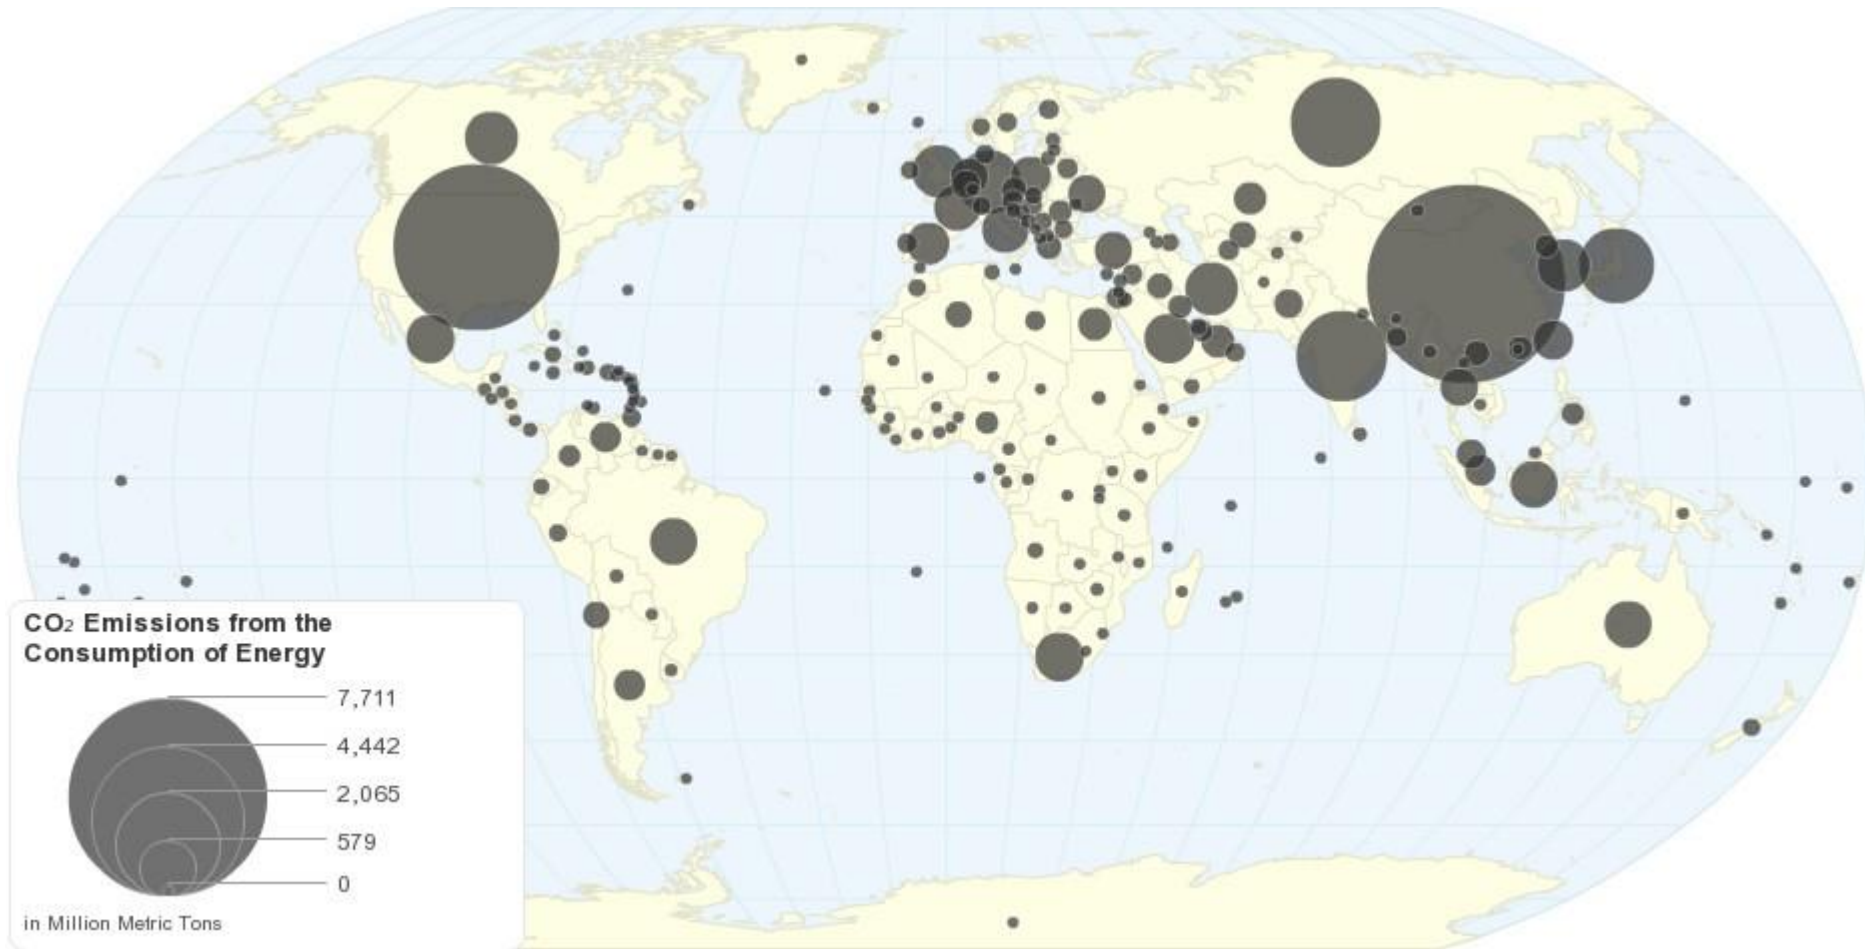 CO₂ Emissions from the
Consumption of Energy
7,711
4,442
2,065
579
0
in Million Metric Tons